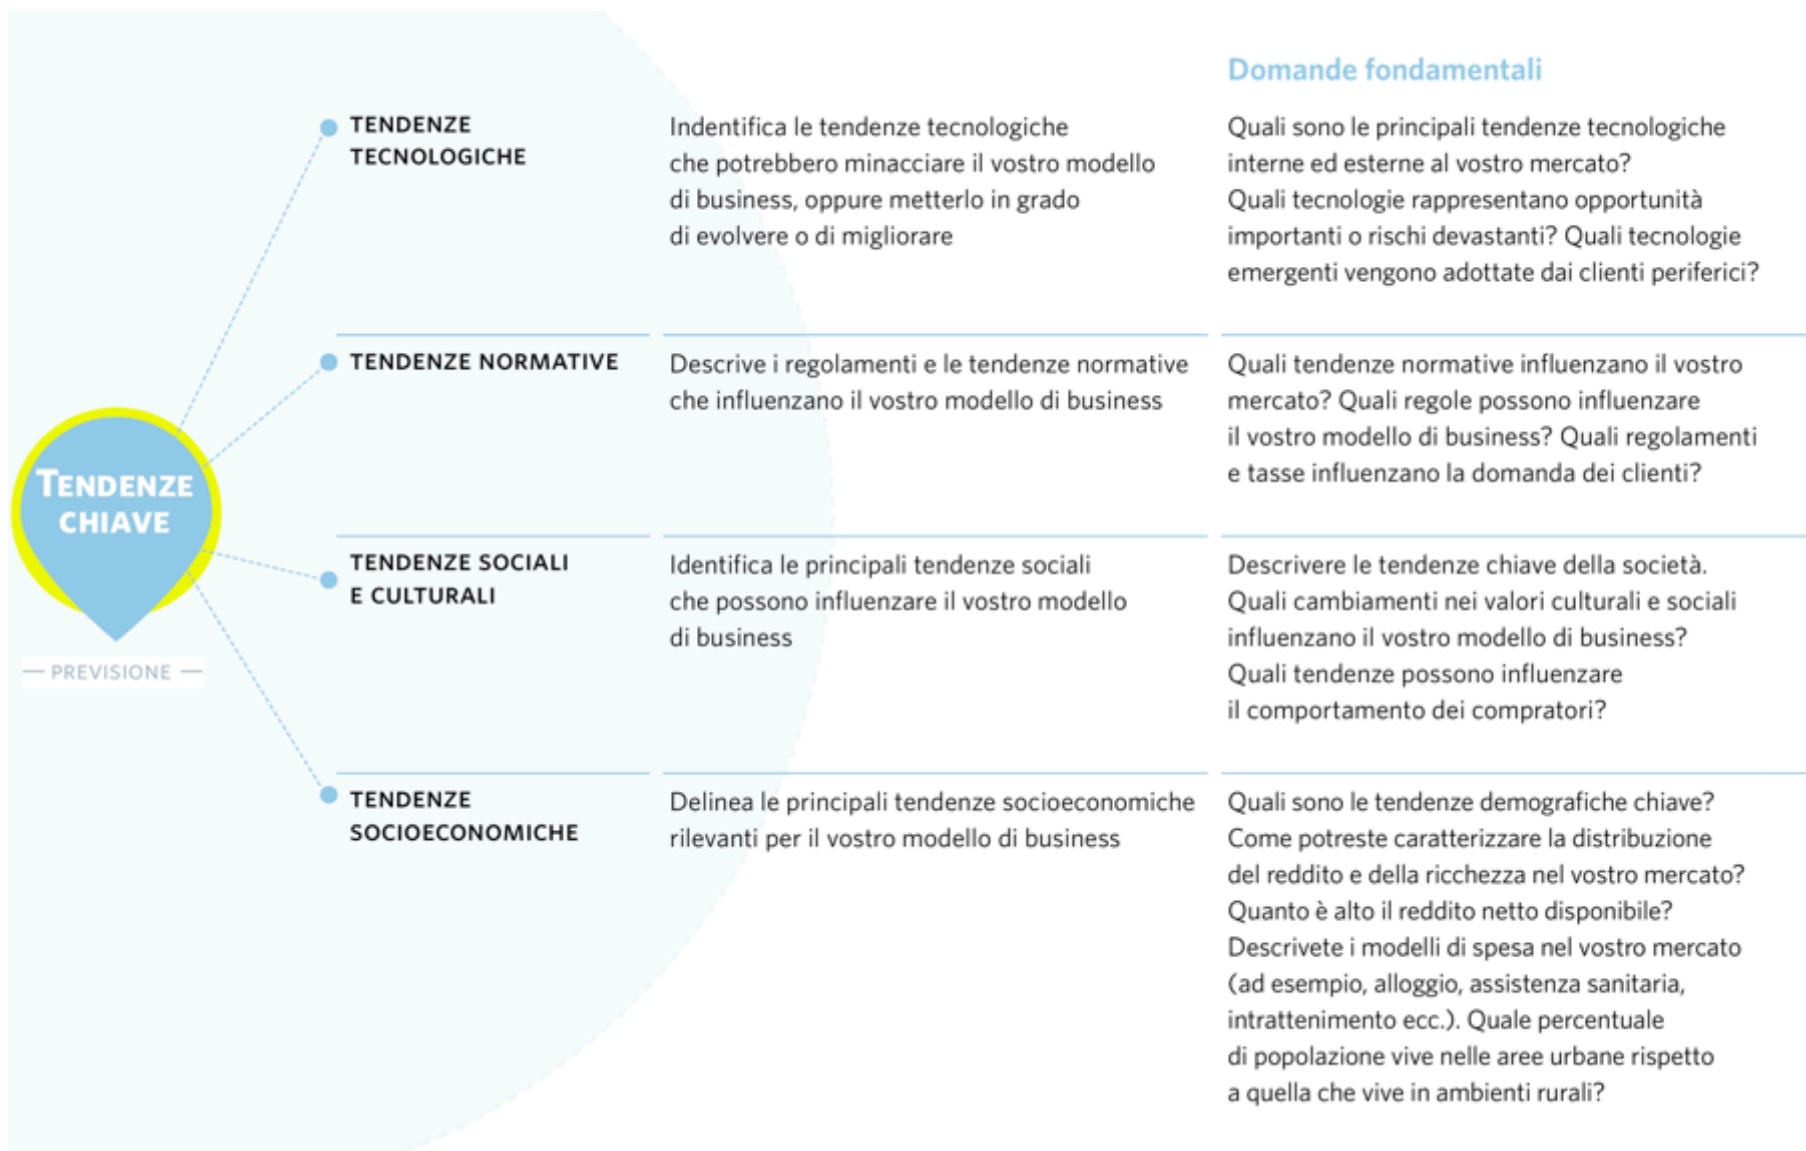 Domande fondamentali
TENDENZE
TECNOLOGICHE
Indentifica le tendenze tecnologiche
che potrebbero minacciare il vostro modello
di business, oppure metterlo in grado
di evolvere o di migliorare
Quali sono le principali tendenze tecnologiche
interne ed esterne al vostro mercato?
Quali tecnologie rappresentano opportunità
importanti o rischi devastanti? Quali tecnologie
emergenti vengono adottate dai clienti periferici?
TENDENZE NORMATIVE
Descrive i regolamenti e le tendenze normative
che influenzano il vostro modello di business
Quali tendenze normative influenzano il vostro
mercato? Quali regole possono influenzare
il vostro modello di business? Quali regolamenti
e tasse influenzano la domanda dei clienti?
TENDENZE
CHIAVE
— PREVISIONE —
TENDENZE SOCIALI
E CULTURALI
Identifica le principali tendenze sociali
che possono influenzare il vostro modello
di business
Descrivere le tendenze chiave della società.
Quali cambiamenti nei valori culturali e sociali
influenzano il vostro modello di business?
Quali tendenze possono influenzare
il comportamento dei compratori?
TENDENZE
SOCIOECONOMICHE
Delinea le principali tendenze socioeconomiche
rilevanti per il vostro modello di business
Quali sono le tendenze demografiche chiave?
Come potreste caratterizzare la distribuzione
del reddito e della ricchezza nel vostro mercato?
Quanto è alto il reddito netto disponibile?
Descrivete i modelli di spesa nel vostro mercato
(ad esempio, alloggio, assistenza sanitaria,
intrattenimento ecc.). Quale percentuale
di popolazione vive nelle aree urbane rispetto
a quella che vive in ambienti rurali?